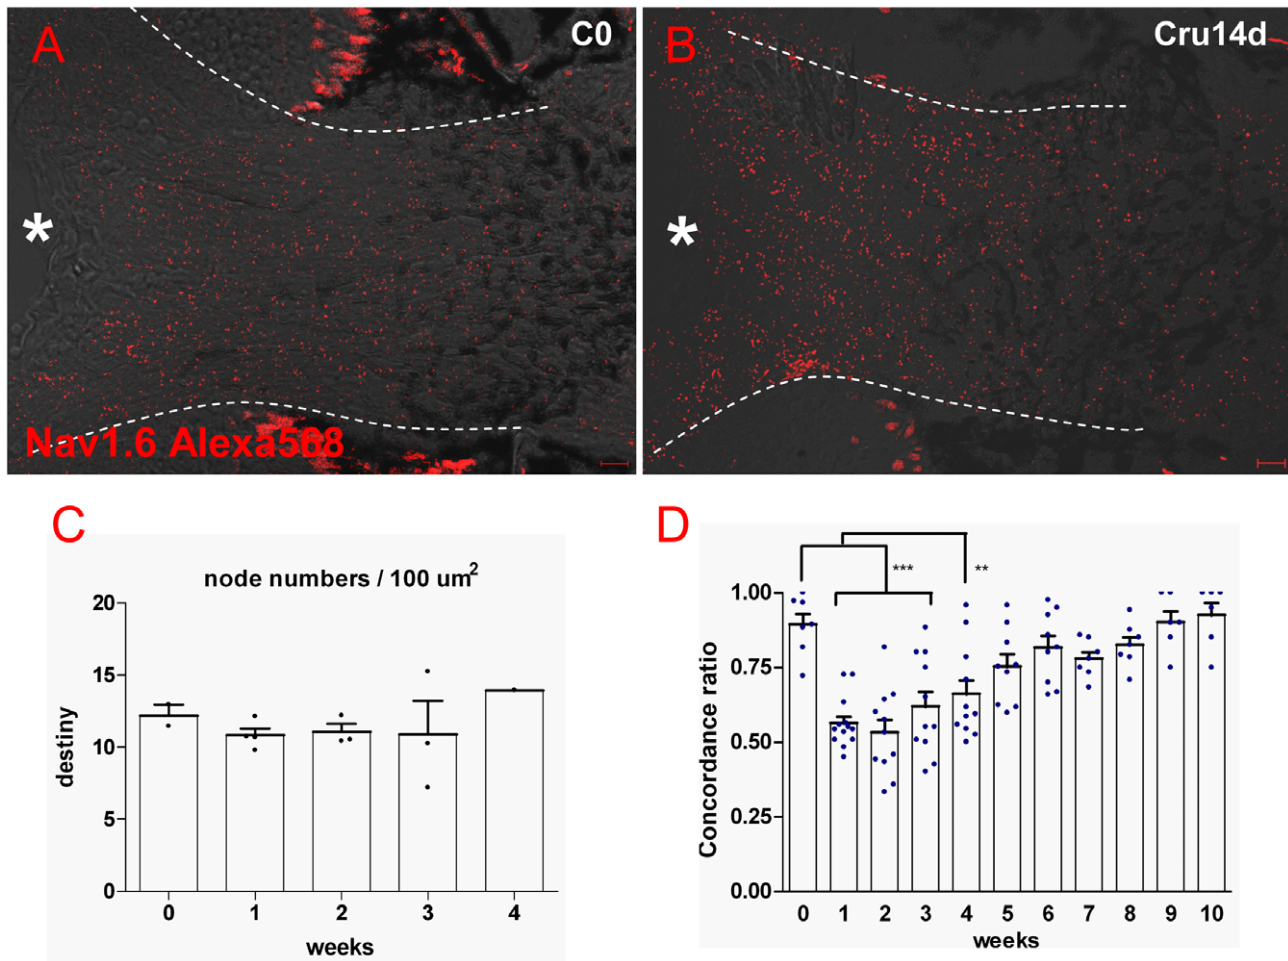 A
C0
*
Nav1.6 Alexa568
B
Cru14d
*
C
node numbers / 100 um²
destiny
20
15
10
5
0
0 1 2 3 4
weeks
D
*** **
Concordance ratio
1.00
0.75
0.50
0.25
0.00
0 1 2 3 4 5 6 7 8 9 10
weeks